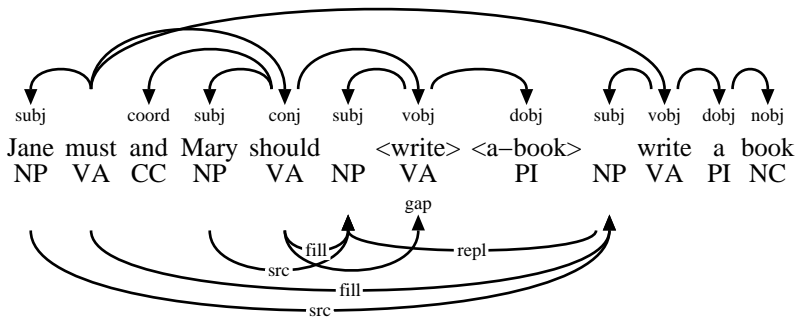 subj coord subj conj subj vobj dobj subj vobj dobj nobj
Jane must and Mary should <write> <a−book> write a book
NP VA CC NP VA NP VA PI NP VA PI NC
gap
fill
repl
src
fill
src